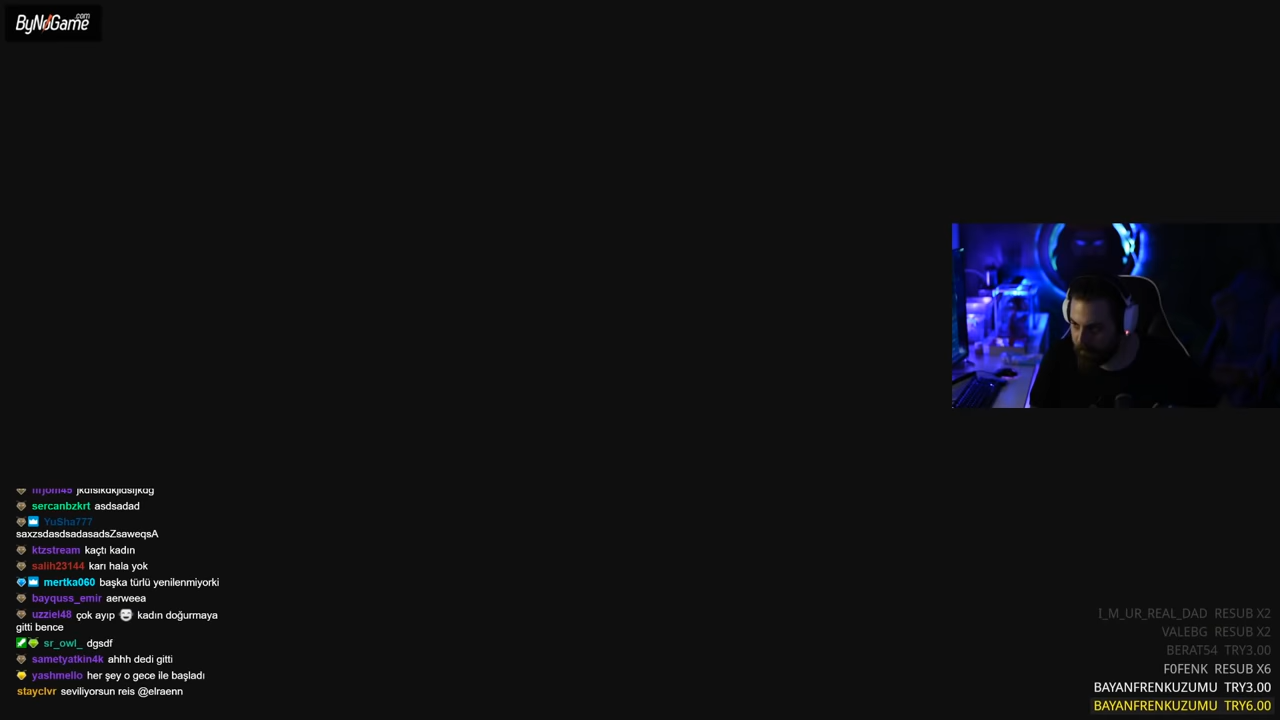 ByNoGame.com
sercanbzkrt asdsadad
YuSha777
saxzsdasdsadasadsZsaweqsA
ktzstream kaçtı kadın
salih23144 karı hala yok
mertka060 başka türlü yenilenmiyorki
bayquss_emir aerweea
uzziel48 çok ayıp kadın doğurmaya
gitti bence
sr_owl_ dgsdf
sametyatkin4k ahhh dedi gitti
yashmello her şey o gece ile başladı
stayclvr seviliyorsun reis @elraenn
I_M_UR_REAL_DAD RESUB X2
VALEBG RESUB X2
BERAT54 TRY3.00
F0FENK RESUB X6
BAYANFRENKUZUMU TRY3.00
BAYANFRENKUZUMU TRY6.00